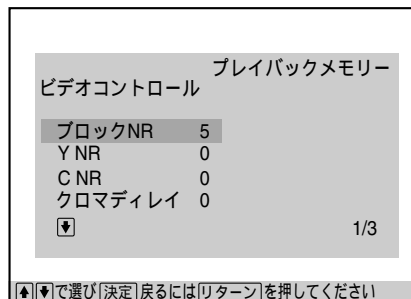 プレイバックメモリー
ビデオコントロール
ブロックNR 5
Y NR 0
C NR 0
クロマディレイ 0
1/3
で選び 決定 戻るには リターン を押してください